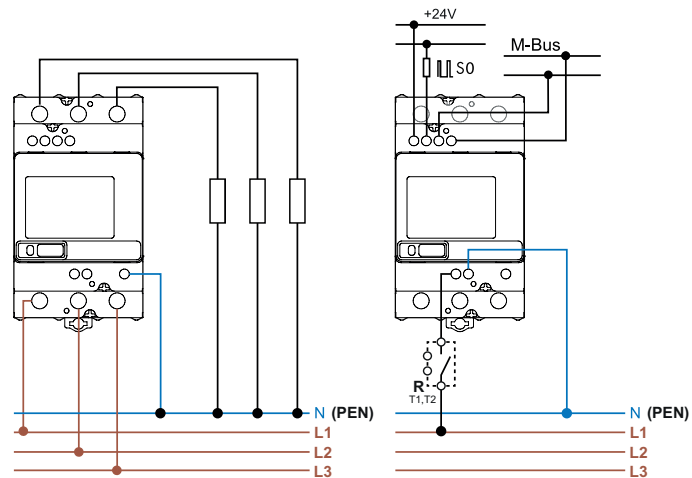 +24V
S0
M-Bus
R
T1,T2
N (PEN)
L1
L2
L3
N (PEN)
L1
L2
L3